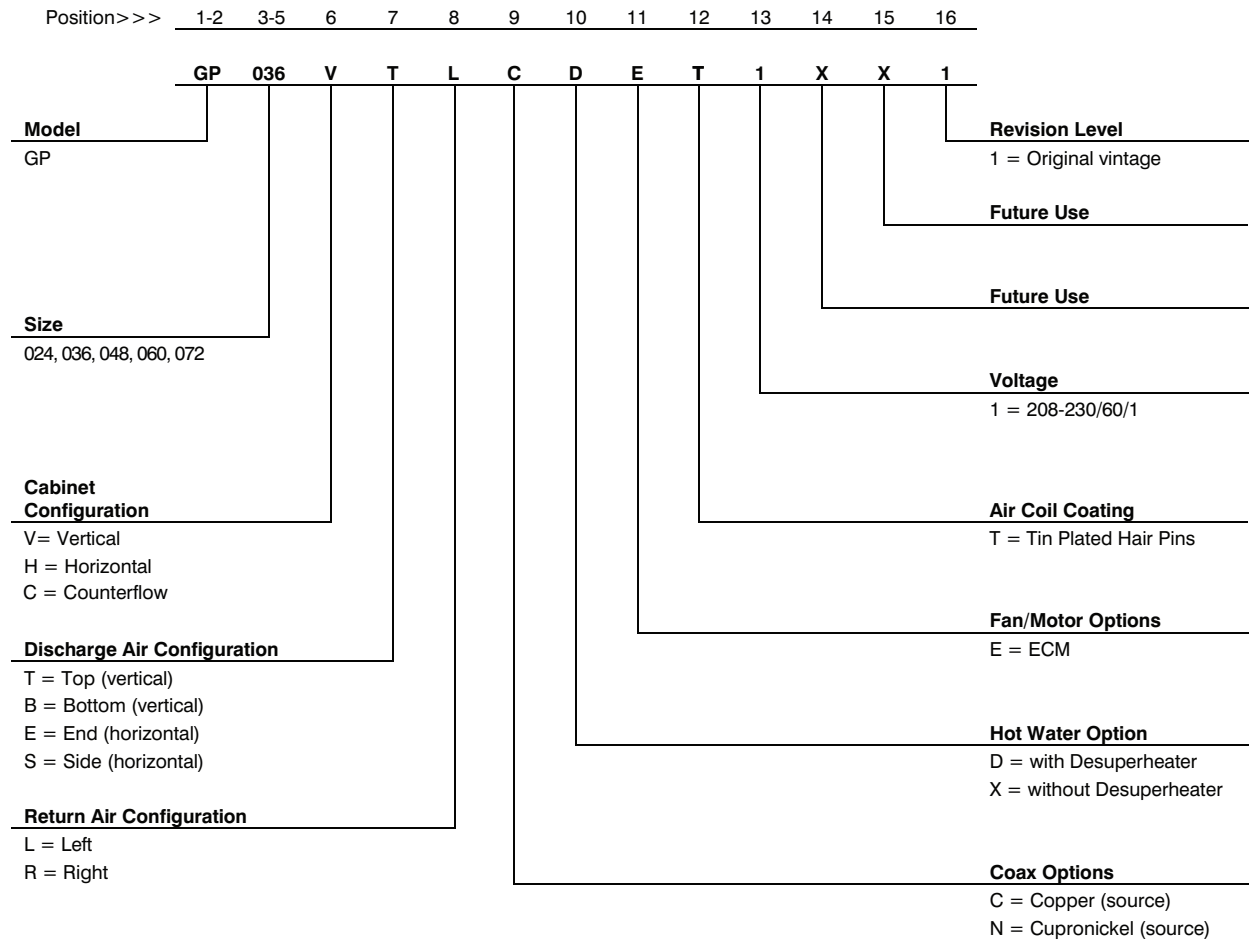 Position>>> 1-2 3-5 6 7 8 9 10 11 12 13 14 15 16
GP 036 V T L C D E T 1 X X 1
Model
GP
Size
024, 036, 048, 060, 072
Cabinet
Configuration
V= Vertical
H = Horizontal
C = Counterflow
Discharge Air Configuration
T = Top (vertical)
B = Bottom (vertical)
E = End (horizontal)
S = Side (horizontal)
Return Air Configuration
L = Left
R = Right
Revision Level
1 = Original vintage
Future Use
Future Use
Voltage
1 = 208-230/60/1
Air Coil Coating
T = Tin Plated Hair Pins
Fan/Motor Options
E = ECM
Hot Water Option
D = with Desuperheater
X = without Desuperheater
Coax Options
C = Copper (source)
N = Cupronickel (source)